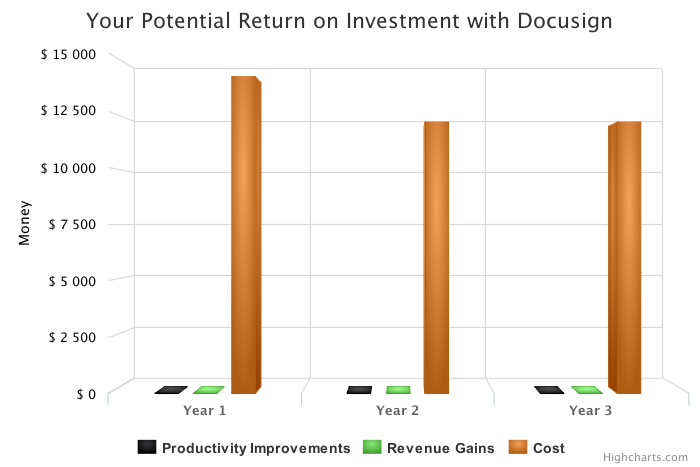 Your Potential Return on Investment with Docusign
Money
$ 15 000
$ 12 500
$ 10 000
$ 7 500
$ 5 000
$ 2 500
$ 0
Year 1 Year 2 Year 3
Productivity Improvements Revenue Gains Cost
Highcharts.com